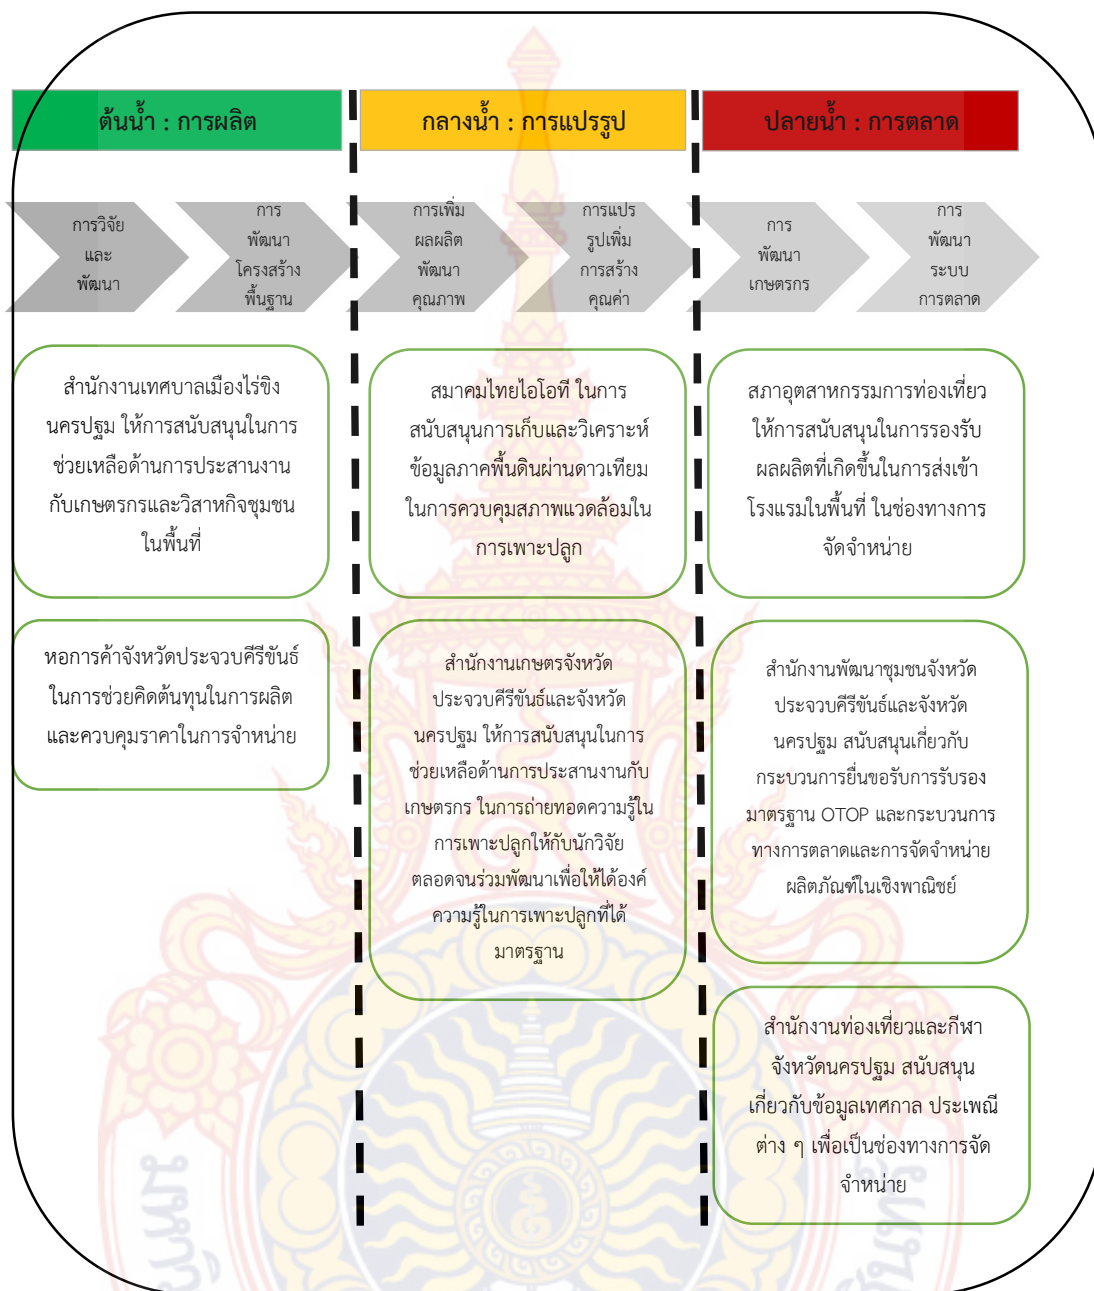 ต้นน้ำ : การผลิต
กลางน้ำ : การแปรรูป
ปลายน้ำ : การตลาด
การวิจัย
และ
พัฒนา
การ
พัฒนา
โครงสร้าง
พื้นฐาน
การเพิ่ม
ผลผลิต
พัฒนา
คุณภาพ
การแปร
รูปเพิ่ม
การสร้าง
คุณค่า
การ
พัฒนา
เกษตรกร
การ
พัฒนา
ระบบ
การตลาด
สำนักงานเทศบาลเมืองไร่ขิง
นครปฐม ให้การสนับสนุนในการ
ช่วยเหลือด้านการประสานงาน
กับเกษตรกรและวิสาหกิจชุมชน
ในพื้นที่
หอการค้าจังหวัดประจวบคีรีขันธ์
ในการช่วยคิดต้นทุนในการผลิต
และควบคุมราคาในการจำหน่าย
สมาคมไทยไอโอที ในการ
สนับสนุนการเก็บและวิเคราะห์
ข้อมูลภาคพื้นดินผ่านดาวเทียม
ในการควบคุมสภาพแวดล้อมใน
การเพาะปลูก
สำนักงานเกษตรจังหวัด
ประจวบคีรีขันธ์และจังหวัด
นครปฐม ให้การสนับสนุนในการ
ช่วยเหลือด้านการประสานงานกับ
เกษตรกร ในการถ่ายทอดความรู้ใน
การเพาะปลูกให้กับนักวิจัย
ตลอดจนร่วมพัฒนาเพื่อให้ได้องค์
ความรู้ในการเพาะปลูกที่ได้
มาตรฐาน
สภาอุตสาหกรรมการท่องเที่ยว
ให้การสนับสนุนในการรองรับ
ผลผลิตที่เกิดขึ้นในการส่งเข้า
โรงแรมในพื้นที่ ในช่องทางการ
จัดจำหน่าย
สำนักงานพัฒนาชุมชนจังหวัด
ประจวบคีรีขันธ์และจังหวัด
นครปฐม สนับสนุนเกี่ยวกับ
กระบวนการยื่นขอรับการรับรอง
มาตรฐาน OTOP และกระบวนการ
ทางการตลาดและการจัดจำหน่าย
ผลิตภัณฑ์ในเชิงพาณิชย์
สำนักงานท่องเที่ยวและกีฬา
จังหวัดนครปฐม สนับสนุน
เกี่ยวกับข้อมูลเทศกาล ประเพณี
ต่าง ๆ เพื่อเป็นช่องทางการจัด
จำหน่าย